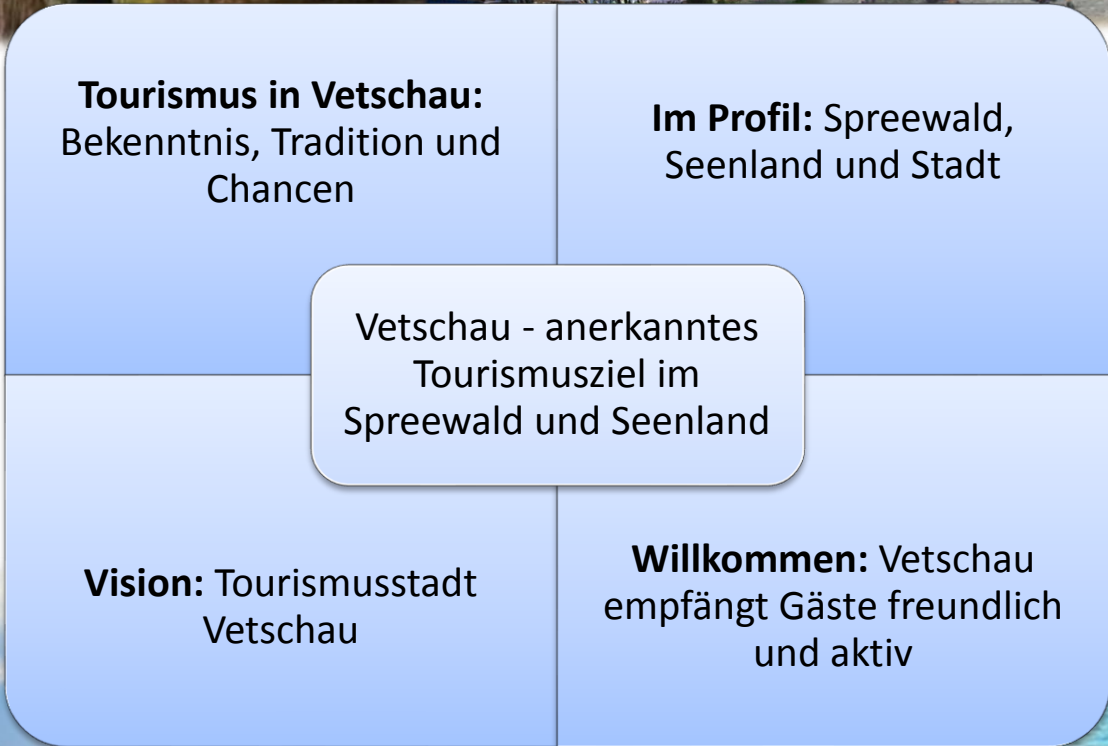 Tourismus in Vetschau:
Bekenntnis, Tradition und
Chancen
Im Profil: Spreewald,
Seenland und Stadt
Vetschau - anerkanntes
Tourismusziel im
Spreewald und Seenland
Vision: Tourismusstadt
Vetschau
Willkommen: Vetschau
empfängt Gäste freundlich
und aktiv